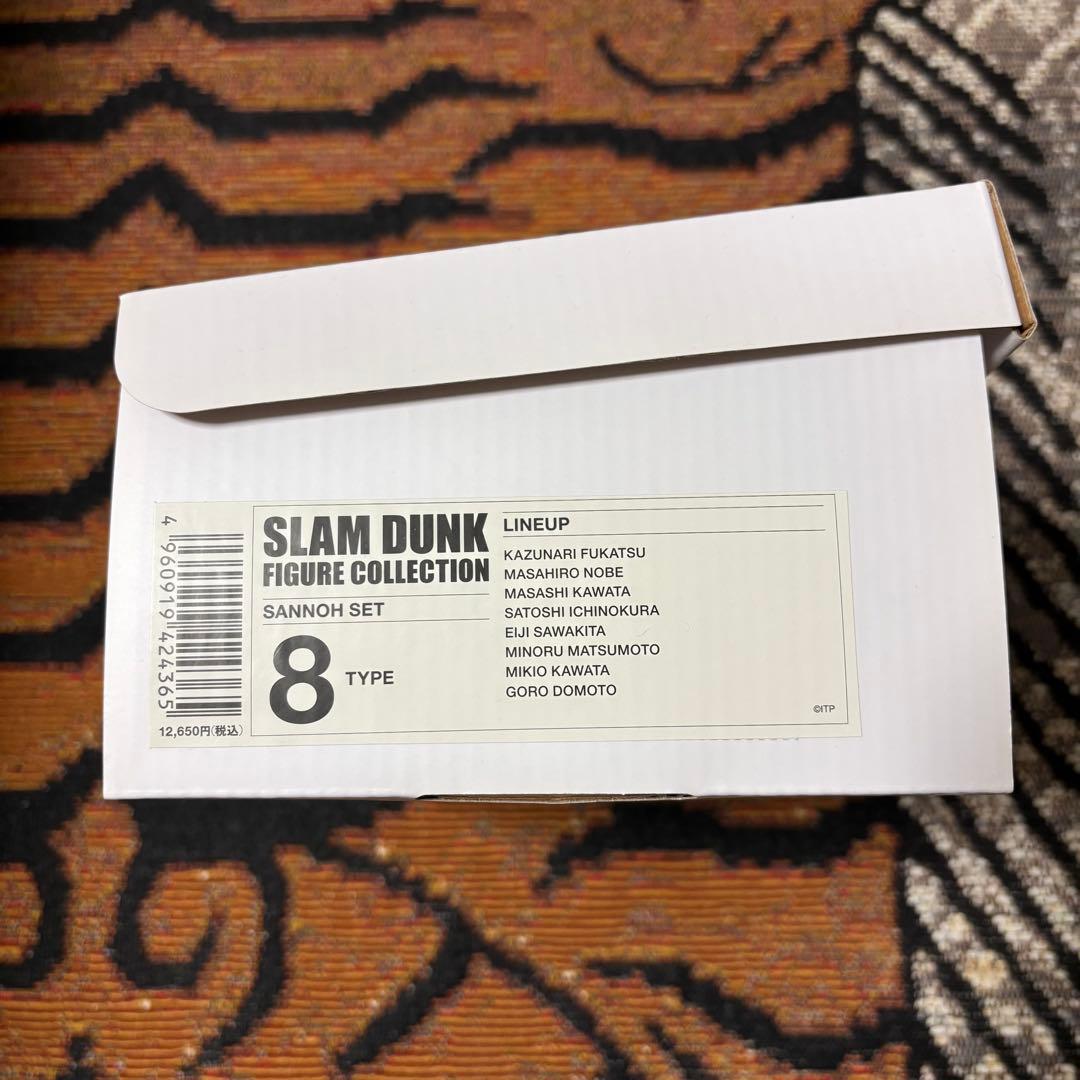 4 960919 424365
12,650円(税込)
SLAM DUNK
FIGURE COLLECTION
SANNOH SET
8 TYPE
LINEUP
KAZUNARI FUKATSU
MASAHIRO NOBE
MASASHI KAWATA
SATOSHI ICHINOKURA
EIJI SAWAKITA
MINORU MATSUMOTO
MIKIO KAWATA
GORO DOMOTO
©ITP